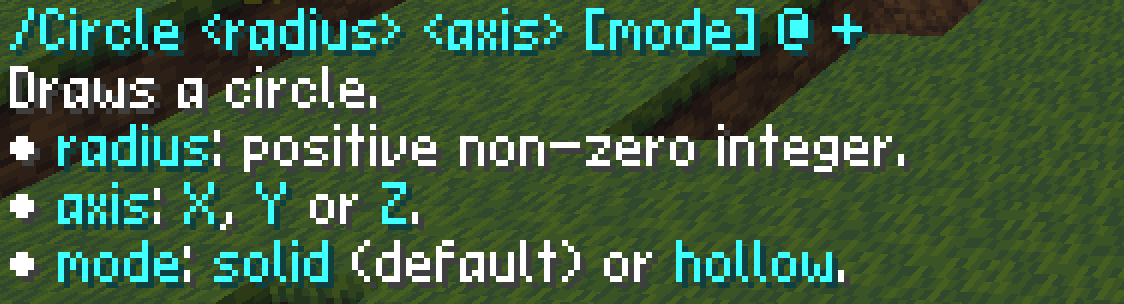 /Circle <radius> <axis> [mode] @ +
Draws a circle.
• radius: positive non-zero integer.
• axis: X, Y or Z.
• mode: solid (default) or hollow.